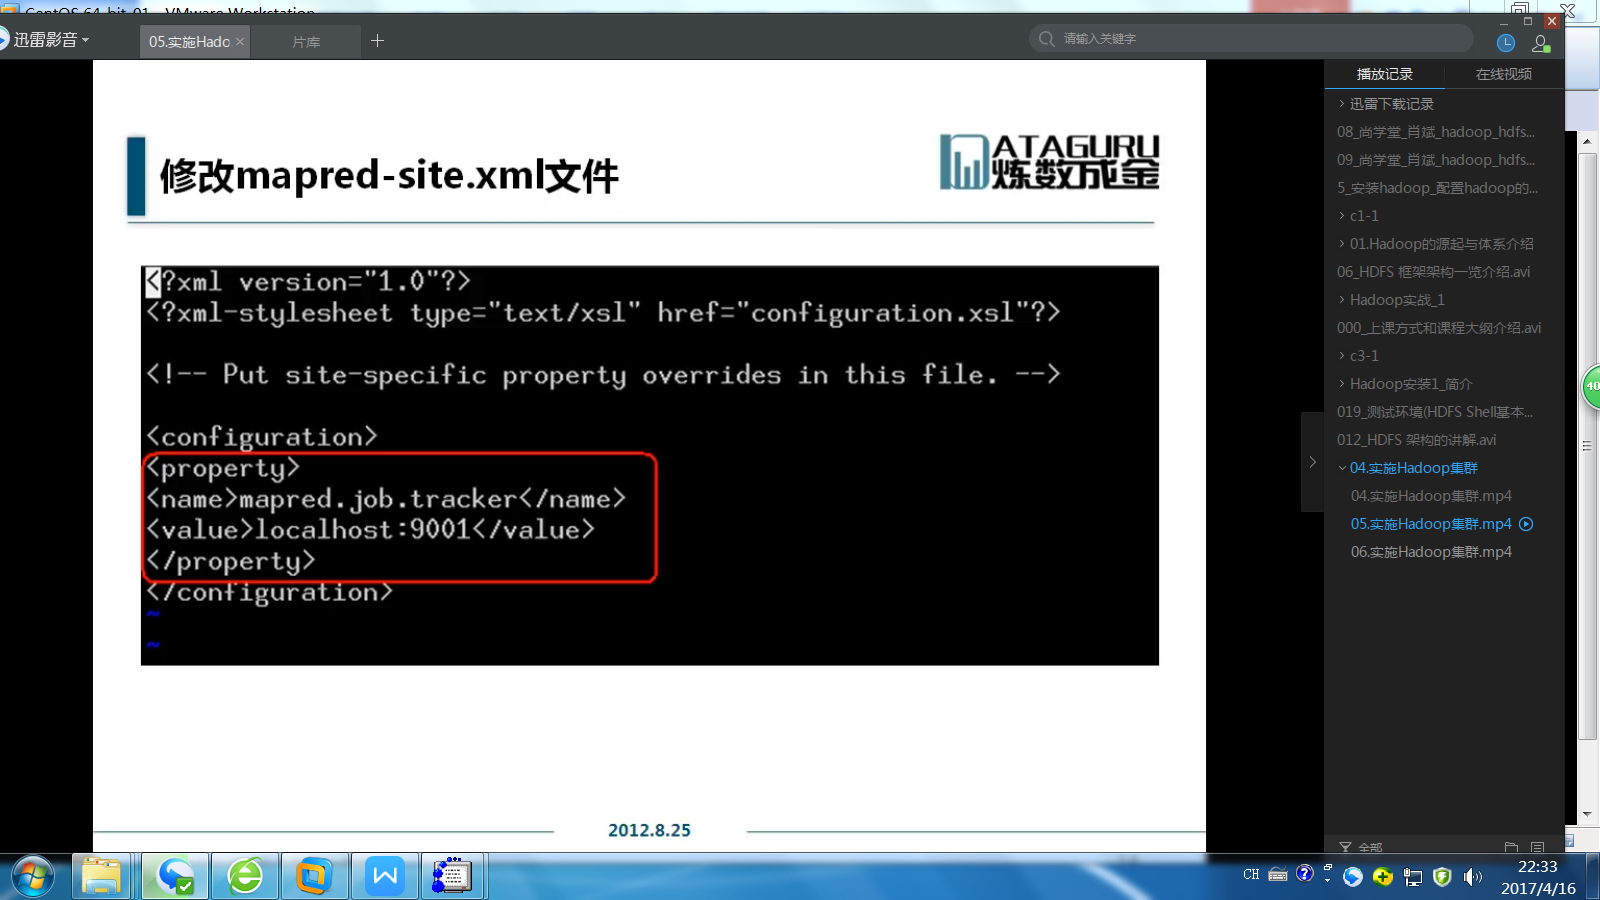 CentOS 64-bit-01 - VMware Workstation
迅雷影音
05.实施Hado
片库
请输入关键字
修改mapred-site.xml文件
DATAGURU
炼数成金
<?xml version="1.0"?>
<?xml-stylesheet type="text/xsl" href="configuration.xsl"?>
<!-- Put site-specific property overrides in this file. -->
<configuration>
<property>
<name>mapred.job.tracker</name>
<value>localhost:9001</value>
</property>
</configuration>
~
~
2012.8.25
播放记录
在线视频
迅雷下载记录
08_尚学堂_肖斌_hadoop_hdfs...
09_尚学堂_肖斌_hadoop_hdfs...
5_安装hadoop_配置hadoop的...
c1-1
01.Hadoop的源起与体系介绍
06_HDFS 框架架构一览介绍.avi
Hadoop实战_1
000_上课方式和课程大纲介绍.avi
c3-1
Hadoop安装1_简介
019_测试环境(HDFS Shell基本...
012_HDFS 架构的讲解.avi
04.实施Hadoop集群
04.实施Hadoop集群.mp4
05.实施Hadoop集群.mp4
06.实施Hadoop集群.mp4
全部
40
CH
22:33
2017/4/16